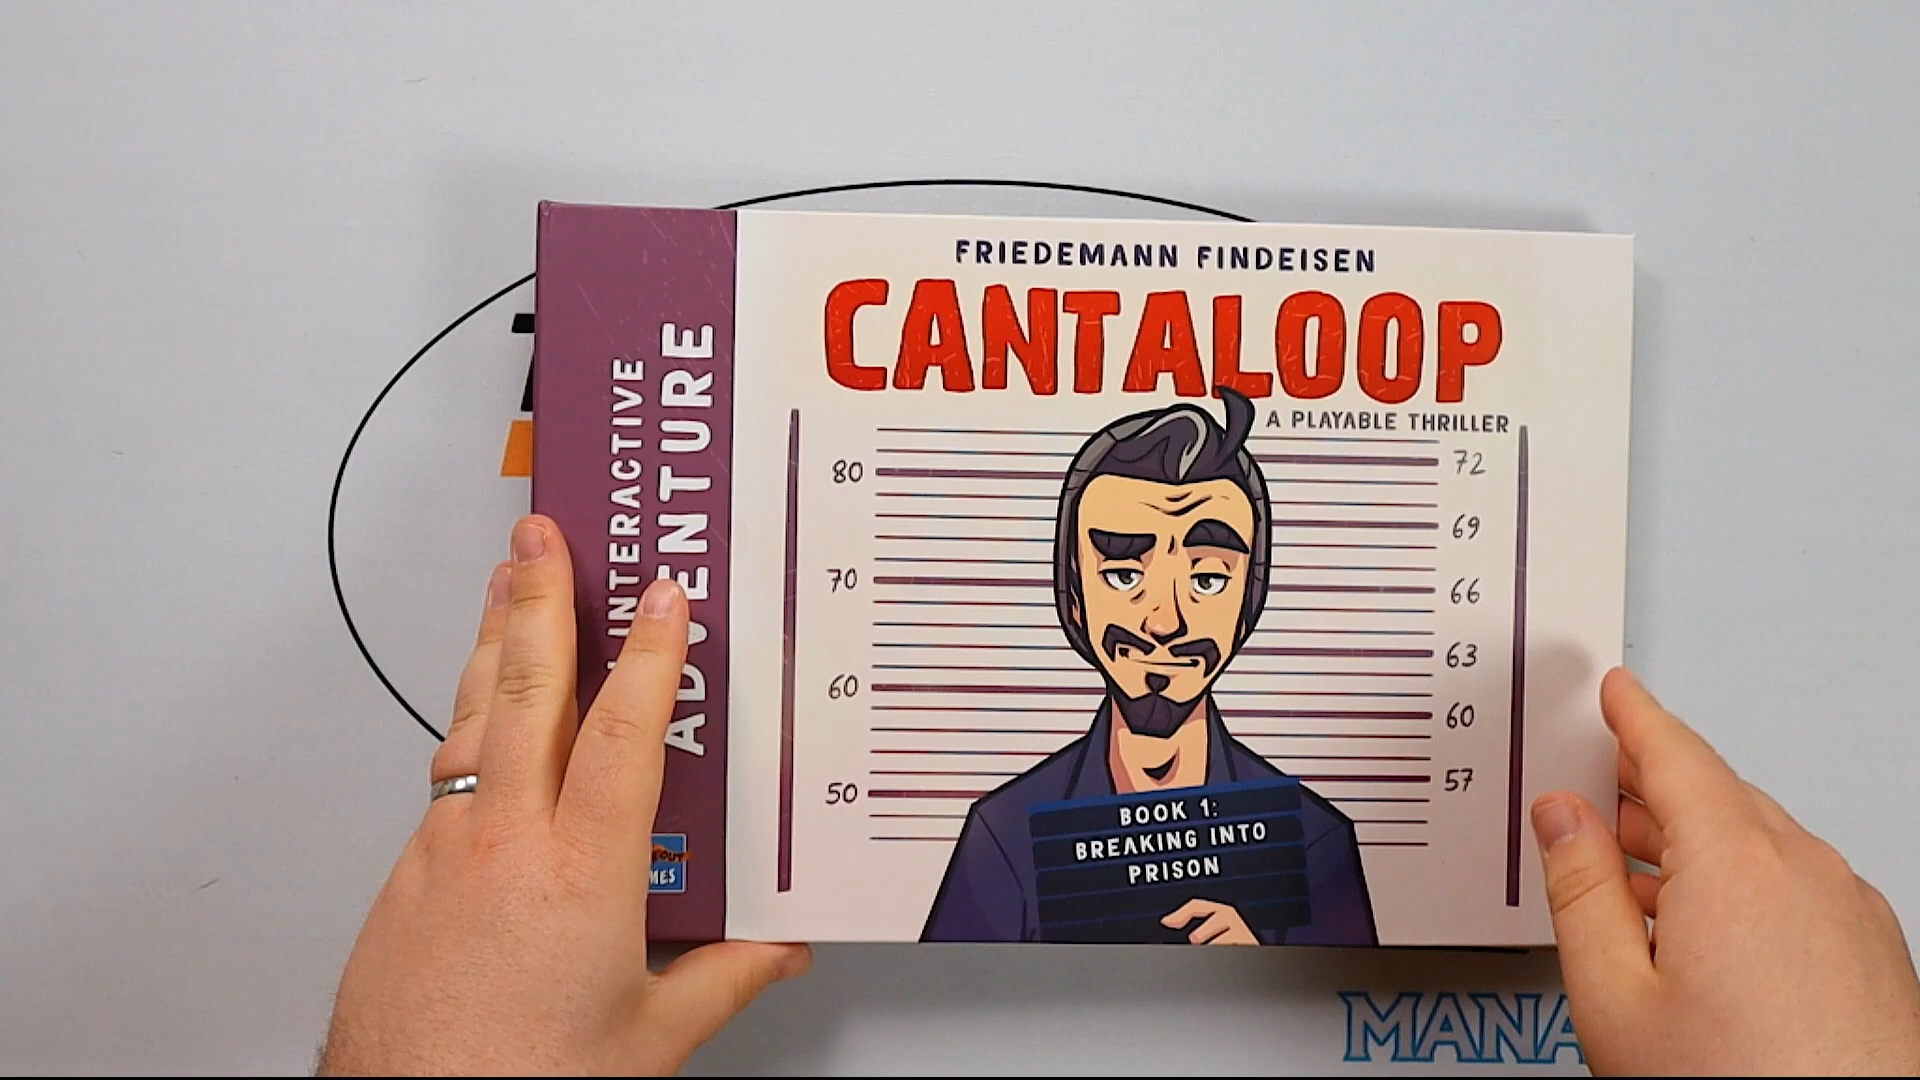 FRIEDEMANN FINDEISEN
CANTALOOP
A PLAYABLE THRILLER
INTERACTIVE
ADVENTURE
80
70
60
50
72
69
66
63
60
57
BOOK 1:
BREAKING INTO
PRISON
MANA